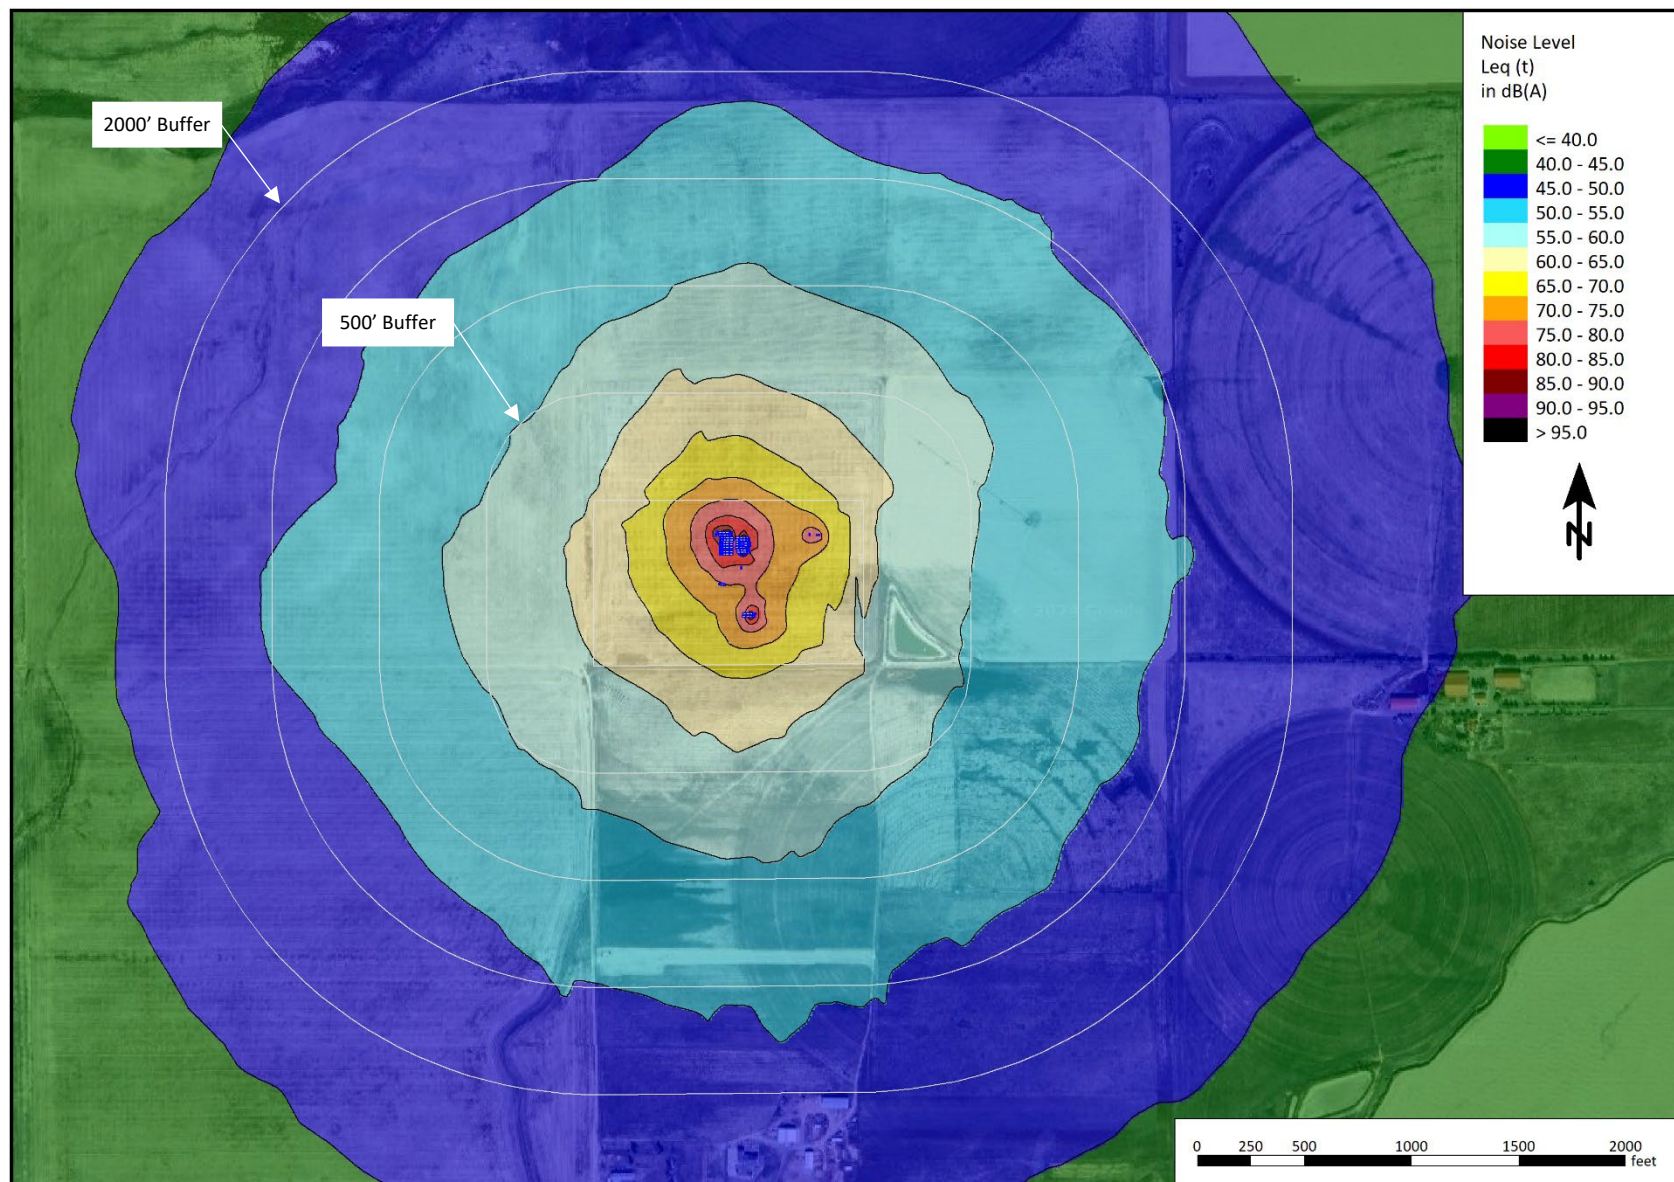 Noise Level
Leq (t)
in dB(A)
<= 40.0
40.0 - 45.0
45.0 - 50.0
50.0 - 55.0
55.0 - 60.0
60.0 - 65.0
65.0 - 70.0
70.0 - 75.0
75.0 - 80.0
80.0 - 85.0
85.0 - 90.0
90.0 - 95.0
> 95.0
N
2000’ Buffer
500’ Buffer
0 250 500 1000 1500 2000
feet